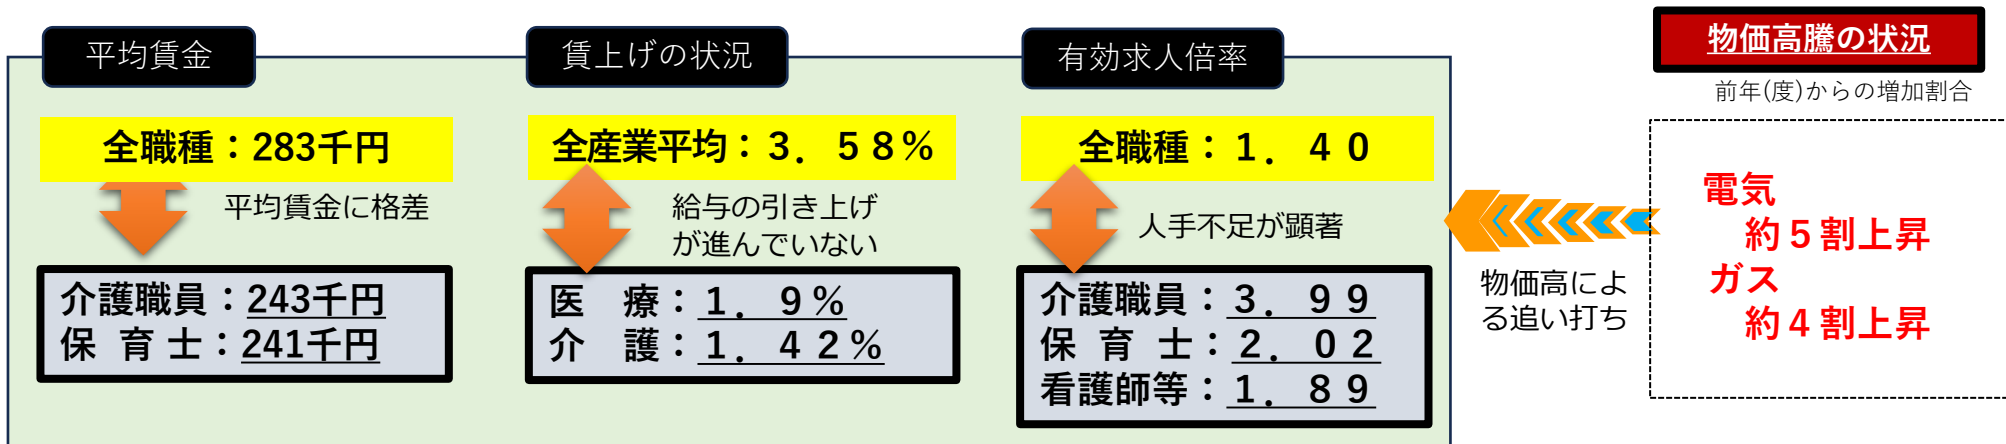 平均賃金
全職種：283千円
平均賃金に格差
介護職員：243千円
保 育 士：241千円
賃上げの状況
全産業平均：３．５８％
給与の引き上げ
が進んでいない
医　療：１．９％
介　護：１．４２％
有効求人倍率
全職種：１．４０
人手不足が顕著
介護職員：３．９９
保 育 士：２．０２
看護師等：１．８９
物価高によ
る追い打ち
物価高騰の状況
前年(度)からの増加割合
電気
約５割上昇
ガス
約４割上昇